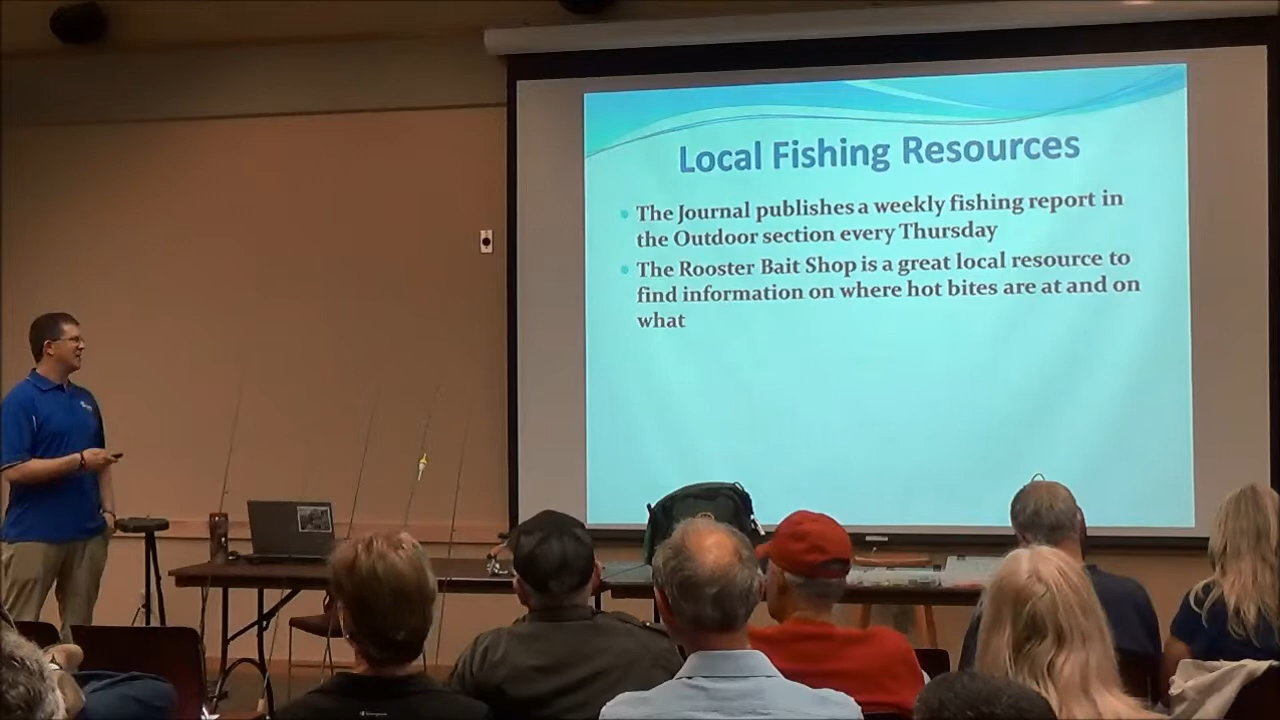 Local Fishing Resources
The Journal publishes a weekly fishing report in
the Outdoor section every Thursday
The Rooster Bait Shop is a great local resource to
find information on where hot bites are at and on
what